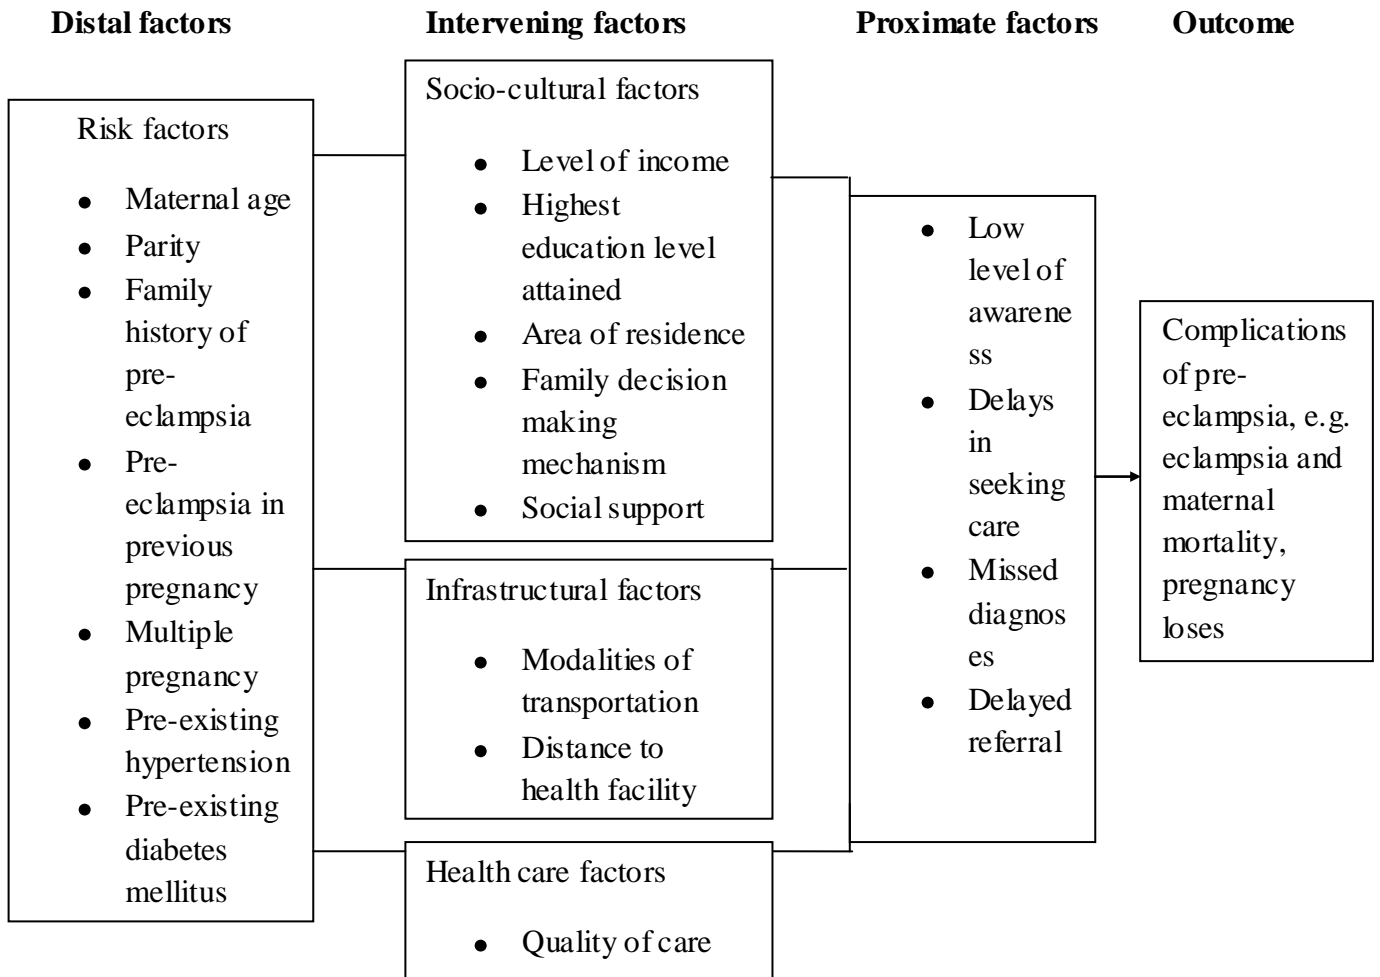 Distal factors
Intervening factors
Proximate factors
Outcome
Risk factors
● Maternal age
● Parity
● Family
history of
pre-
eclampsia
● Pre-
eclampsia in
previous
pregnancy
● Multiple
pregnancy
● Pre-existing
hypertension
● Pre-existing
diabetes
mellitus
Socio-cultural factors
● Level of income
● Highest
education level
attained
● Area of residence
● Family decision
making
mechanism
● Social support
Infrastructural factors
● Modalities of
transportation
● Distance to
health facility
Health care factors
● Quality of care
● Low
level of
awarene
ss
● Delays
in
seeking
care
● Missed
diagnos
es
● Delayed
referral
Complications
of pre-
eclampsia, e.g.
eclampsia and
maternal
mortality,
pregnancy
loses